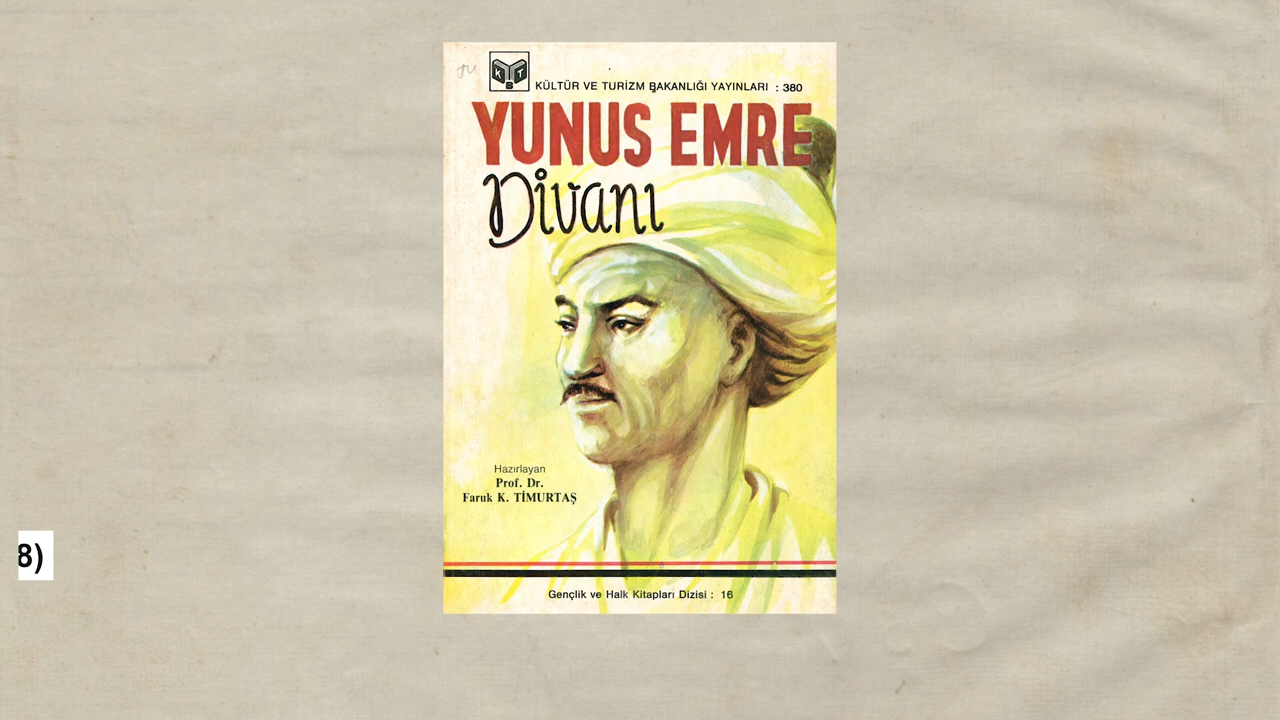 KBT
KÜLTÜR VE TURİZM BAKANLIĞI YAYINLARI : 380
YUNUS EMRE
Divanı
Hazırlayan
Prof. Dr.
Faruk K. TİMURTAŞ
8)
Gençlik ve Halk Kitapları Dizisi : 16